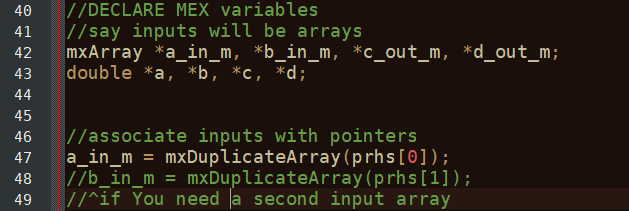 40 //DECLARE MEX variables
41 //say inputs will be arrays
42 mxArray *a_in_m, *b_in_m, *c_out_m, *d_out_m;
43 double *a, *b, *c, *d;
44
45
46 //associate inputs with pointers
47 a_in_m = mxDuplicateArray(prhs[0]);
48 //b_in_m = mxDuplicateArray(prhs[1]);
49 //^if You need a second input array